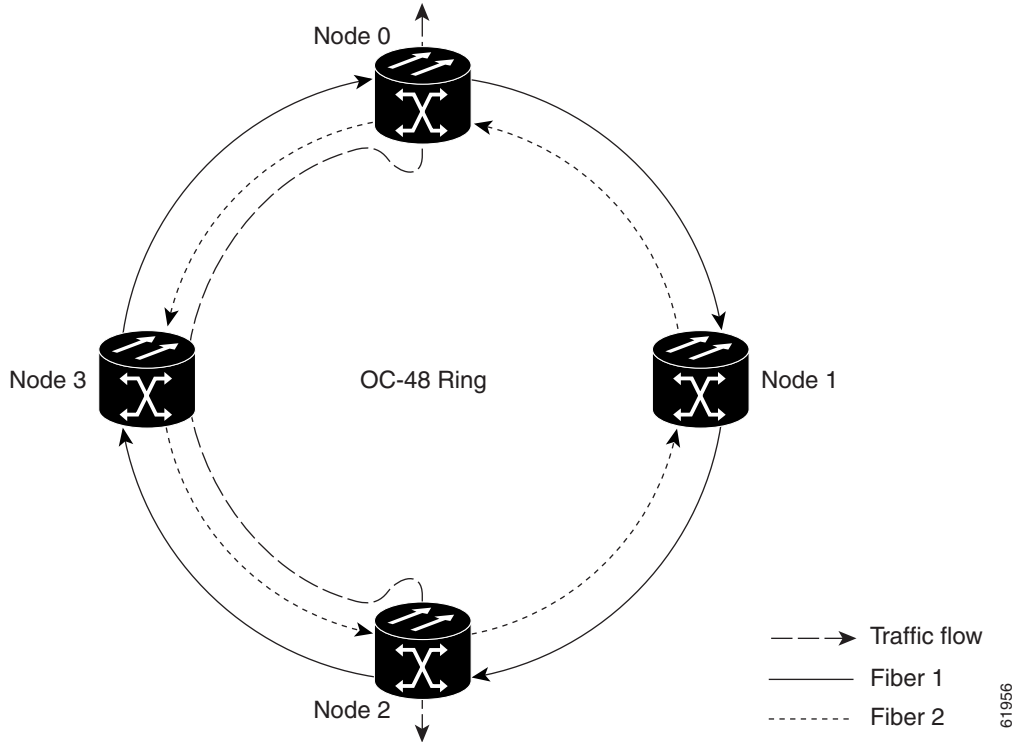 Node 0
Node 3
OC-48 Ring
Node 1
Node 2
Traffic flow
Fiber 1
Fiber 2
61956